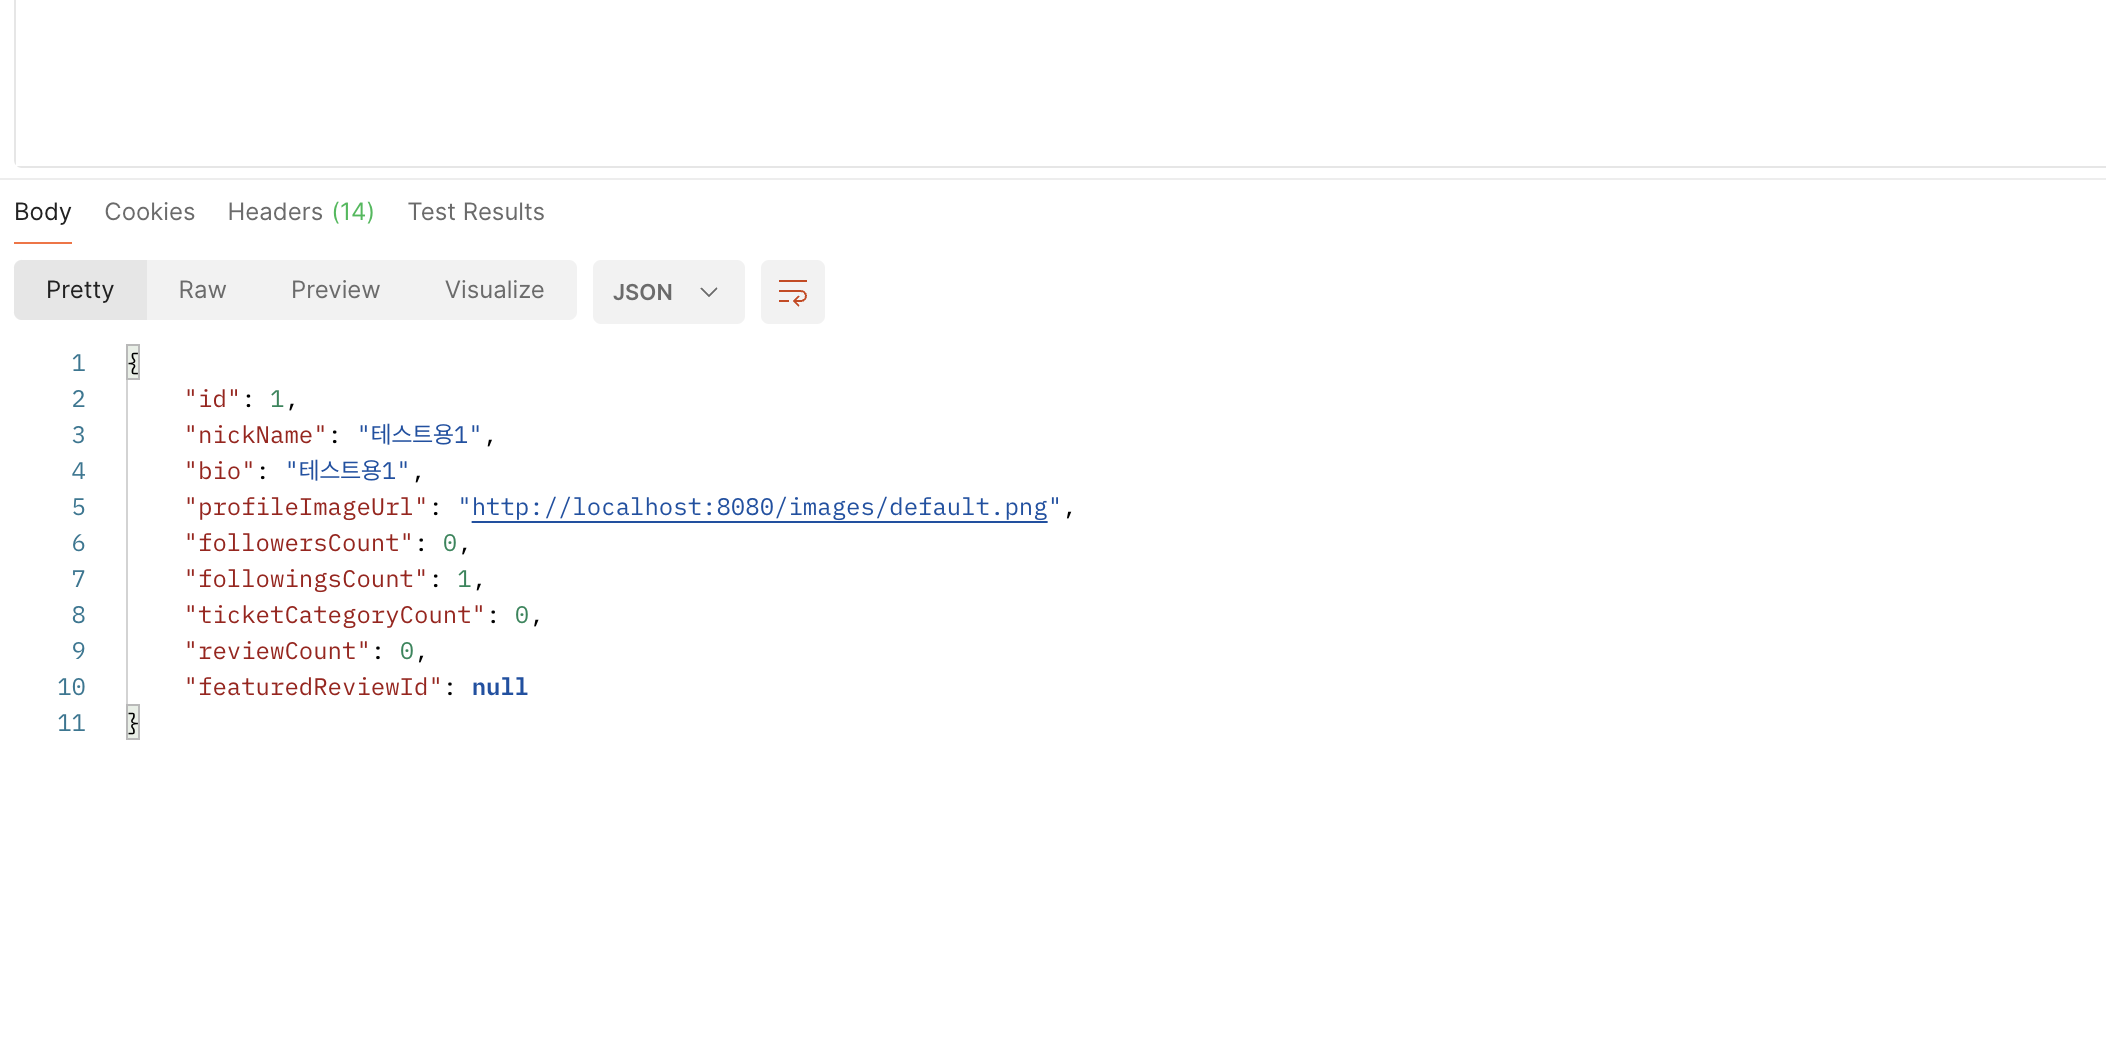 Body Cookies Headers (14) Test Results
Pretty Raw Preview Visualize JSON
1 {
2 "id": 1,
3 "nickName": "테스트용1",
4 "bio": "테스트용1",
5 "profileImageUrl": "http://localhost:8080/images/default.png",
6 "followersCount": 0,
7 "followingsCount": 1,
8 "ticketCategoryCount": 0,
9 "reviewCount": 0,
10 "featuredReviewId": null
11 }